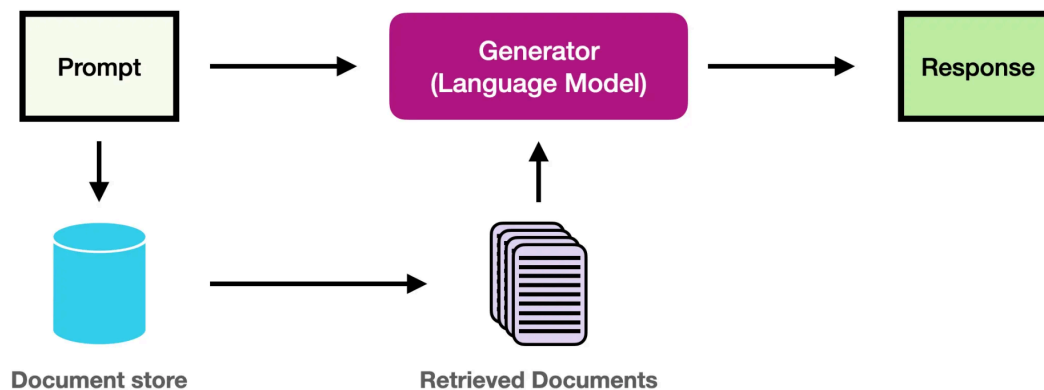 Prompt
Generator
(Language Model)
Response
Document store
Retrieved Documents